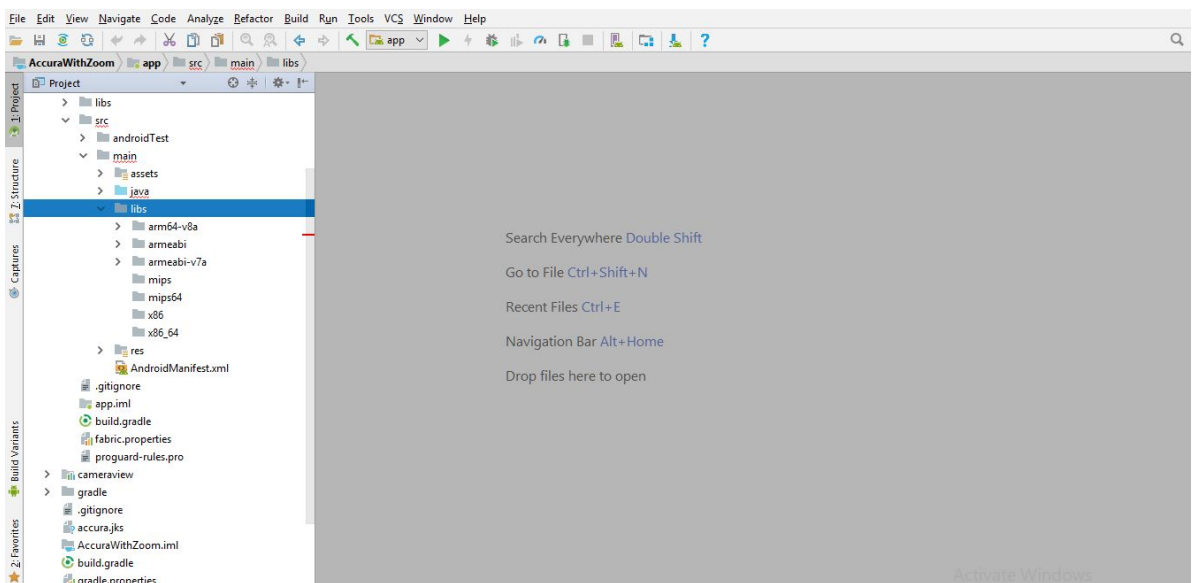 File Edit View Navigate Code Analyze Refactor Build Run Tools VCS Window Help
app
AccuraWithZoom app src main libs
Project
1: Project
7: Structure
Captures
Build Variants
2: Favorites
libs
src
androidTest
main
assets
java
libs
arm64-v8a
armeabi
armeabi-v7a
mips
mips64
x86
x86_64
res
AndroidManifest.xml
.gitignore
app.iml
build.gradle
fabric.properties
proguard-rules.pro
cameraview
gradle
.gitignore
accura.jks
AccuraWithZoom.iml
build.gradle
gradle.properties
Search Everywhere Double Shift
Go to File Ctrl+Shift+N
Recent Files Ctrl+E
Navigation Bar Alt+Home
Drop files here to open
Activate Windows